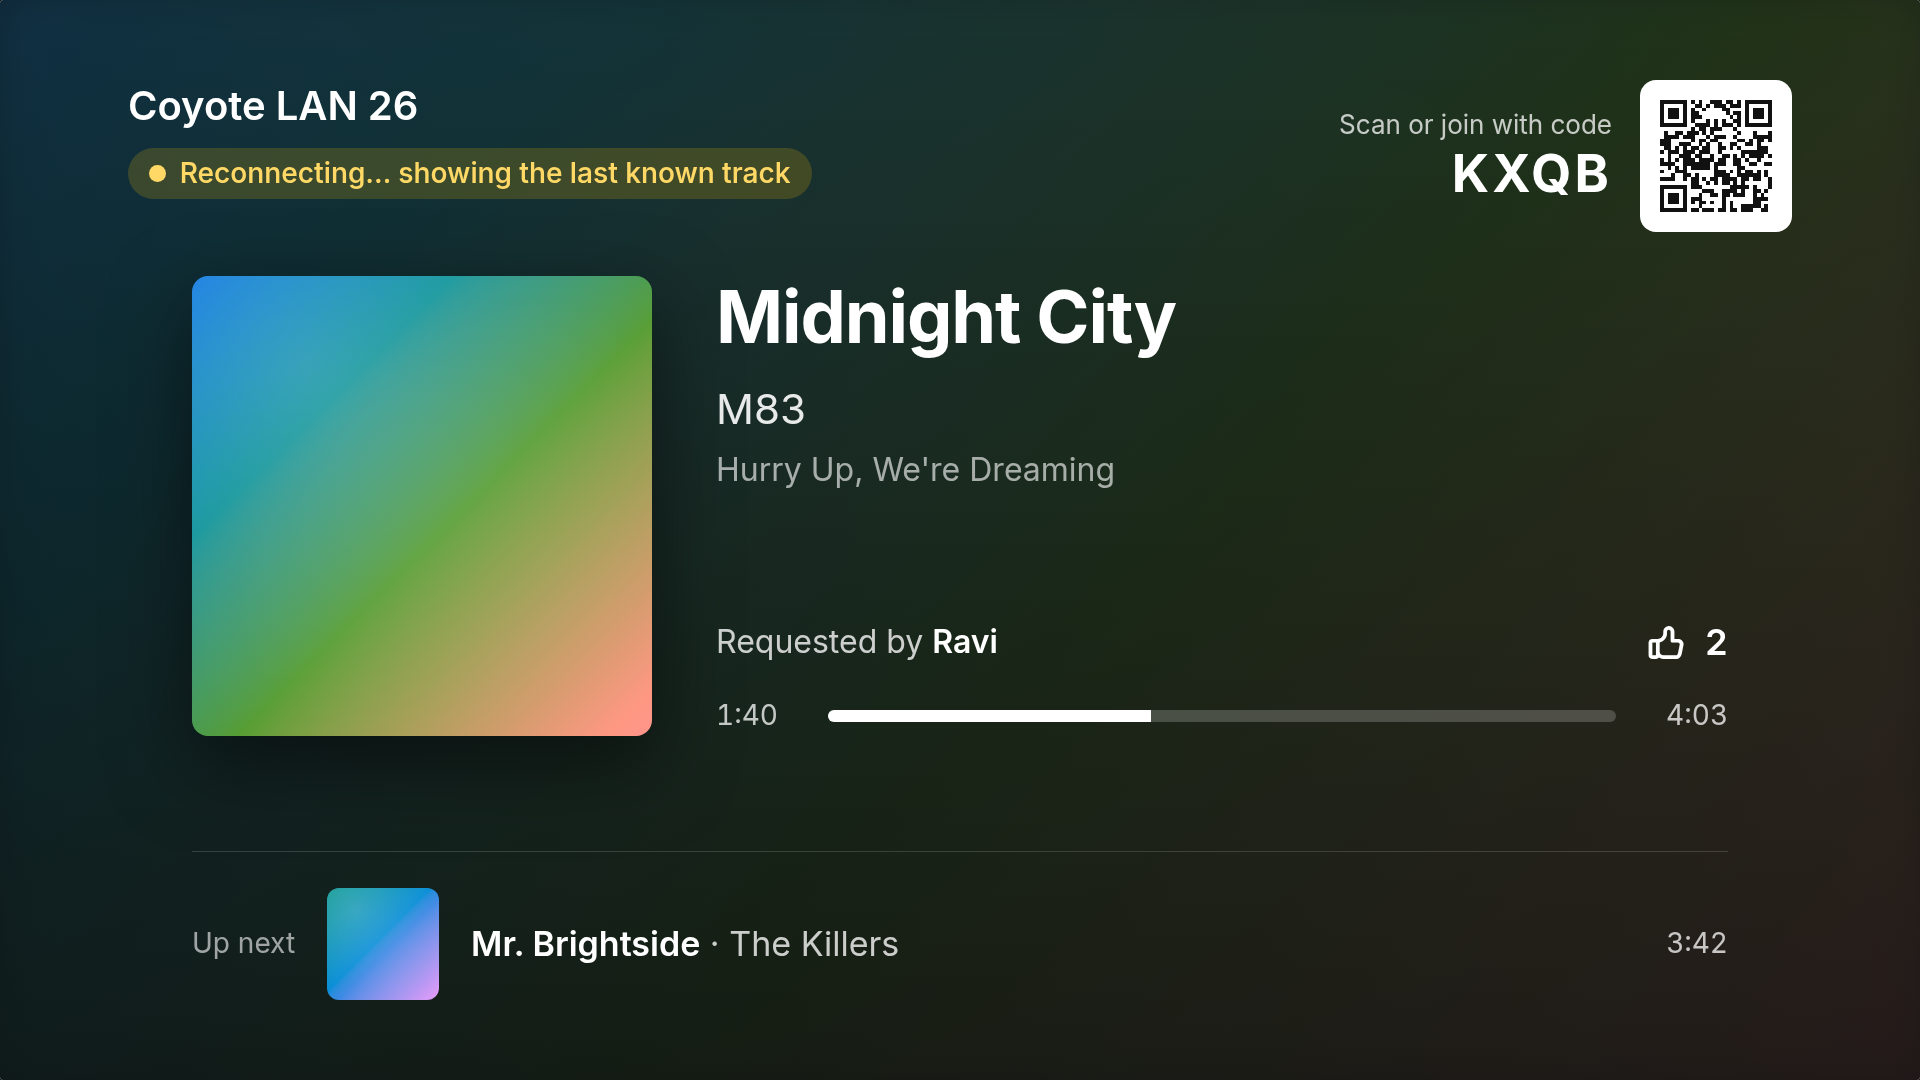 Coyote LAN 26
Reconnecting... showing the last known track
Scan or join with code
KXQB
Midnight City
M83
Hurry Up, We're Dreaming
Requested by Ravi
2
1:40
4:03
Up next
Mr. Brightside · The Killers
3:42